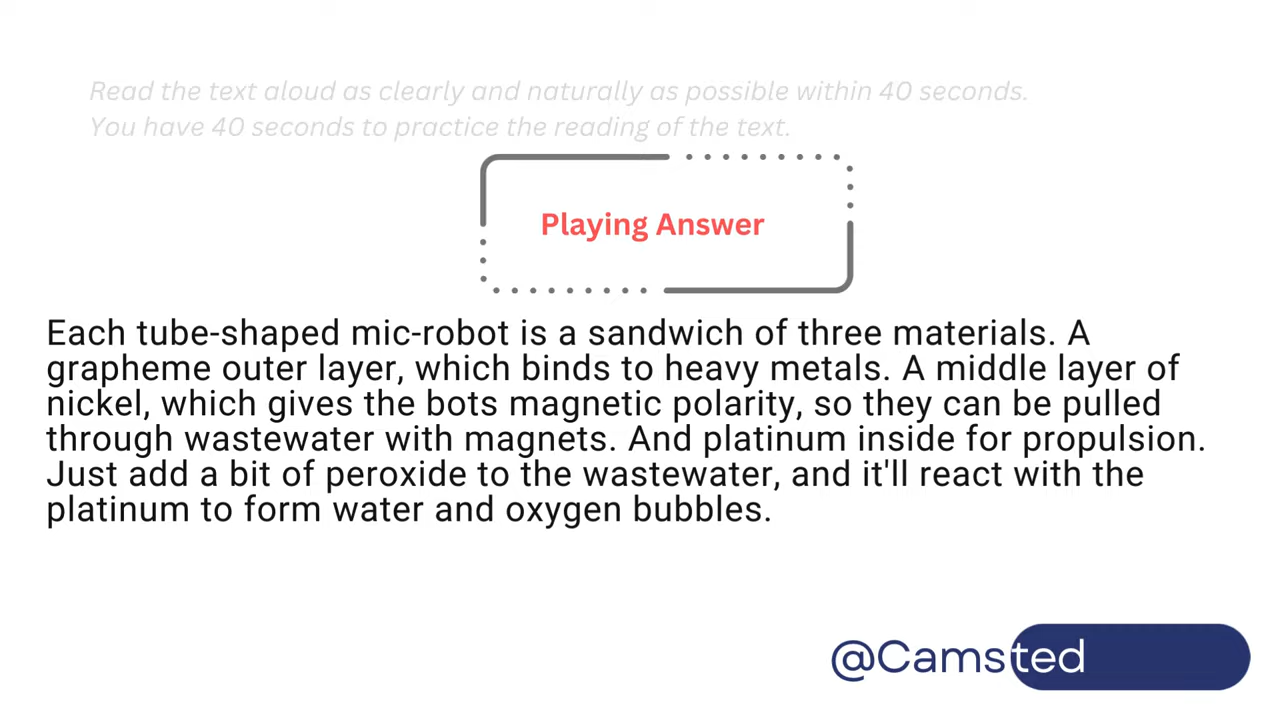 Read the text aloud as clearly and naturally as possible within 40 seconds.
You have 40 seconds to practice the reading of the text.
Playing Answer
Each tube-shaped mic-robot is a sandwich of three materials. A
grapheme outer layer, which binds to heavy metals. A middle layer of
nickel, which gives the bots magnetic polarity, so they can be pulled
through wastewater with magnets. And platinum inside for propulsion.
Just add a bit of peroxide to the wastewater, and it'll react with the
platinum to form water and oxygen bubbles.
@Camsted